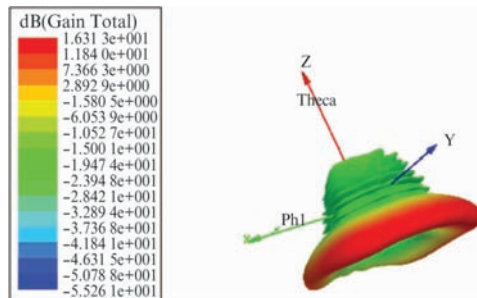 dB(Gain Total)
1.631 3e+001
1.184 0e+001
7.366 3e+000
2.892 9e+000
-1.580 5e+000
-6.053 9e+000
-1.052 7e+001
-1.500 1e+001
-1.947 4e+001
-2.394 8e+001
-2.842 1e+001
-3.289 4e+001
-3.736 8e+001
-4.184 1e+001
-4.631 5e+001
-5.078 8e+001
-5.526 1e+001
Z
Theca
Y
Ph1
X